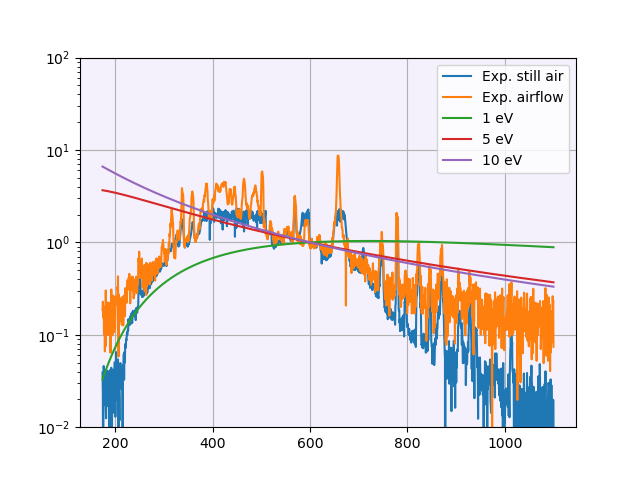 10²
10¹
10⁰
10⁻¹
10⁻²
200
400
600
800
1000
Exp. still air
Exp. airflow
1 eV
5 eV
10 eV